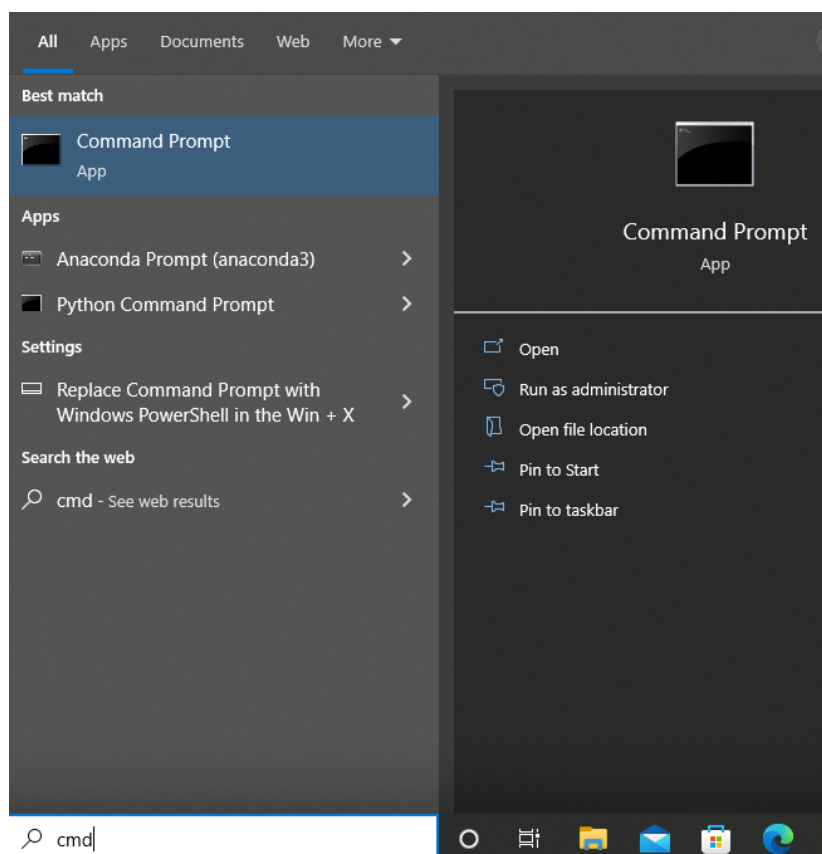 All Apps Documents Web More
Best match
Command Prompt
App
Apps
Anaconda Prompt (anaconda3)
Python Command Prompt
Settings
Replace Command Prompt with
Windows PowerShell in the Win + X
Search the web
cmd - See web results
cmd
Command Prompt
App
Open
Run as administrator
Open file location
Pin to Start
Pin to taskbar